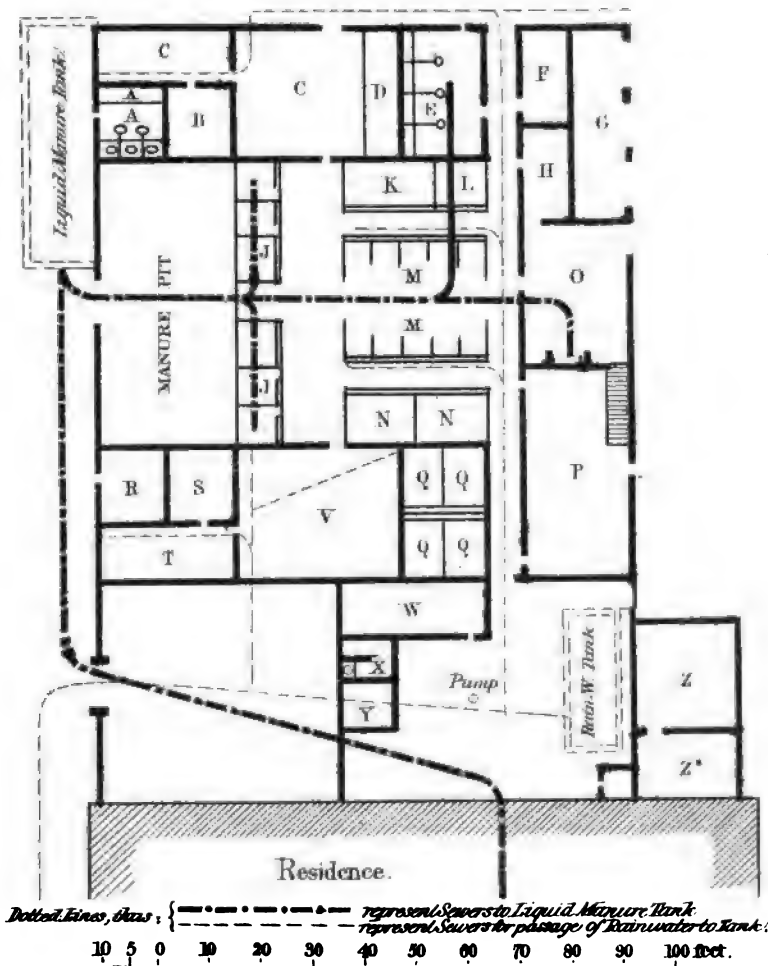 C
C
D
E
F
G
A
A
B
H
Liquid Manure Tank.
K
L
MANURE PIT
J
M
M
O
J
N
N
P
R
S
V
Q
Q
T
Q
Q
W
X
Pump
Rain W. Tank
Z
Y
Z*
Residence.
Dotted Lines, thus: { represent Sewers to Liquid Manure Tank
represent Sewers for passage of Rainwater to Tank.
10 5 0 10 20 30 40 50 60 70 80 90 100 feet.